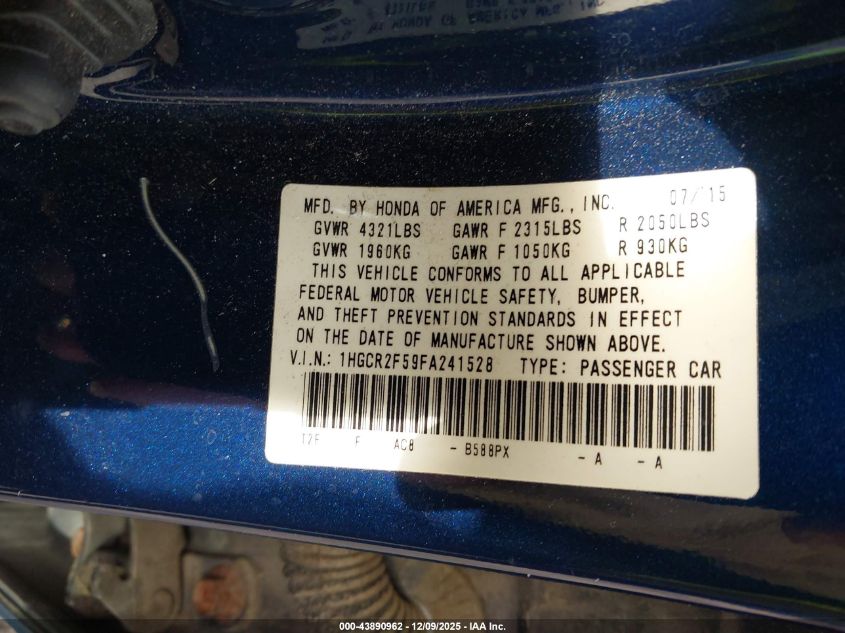 MFD. BY HONDA OF AMERICA MFG., INC. 07/15
GVWR 4321LBS GAWR F 2315LBS R 2050LBS
GVWR 1960KG GAWR F 1050KG R 930KG
THIS VEHICLE CONFORMS TO ALL APPLICABLE
FEDERAL MOTOR VEHICLE SAFETY, BUMPER,
AND THEFT PREVENTION STANDARDS IN EFFECT
ON THE DATE OF MANUFACTURE SHOWN ABOVE.
V.I.N.: 1HGCR2F59FA241528 TYPE: PASSENGER CAR
F AC8 - B588PX - A - A
000-43890962 - 12/09/2025 - IAA Inc.